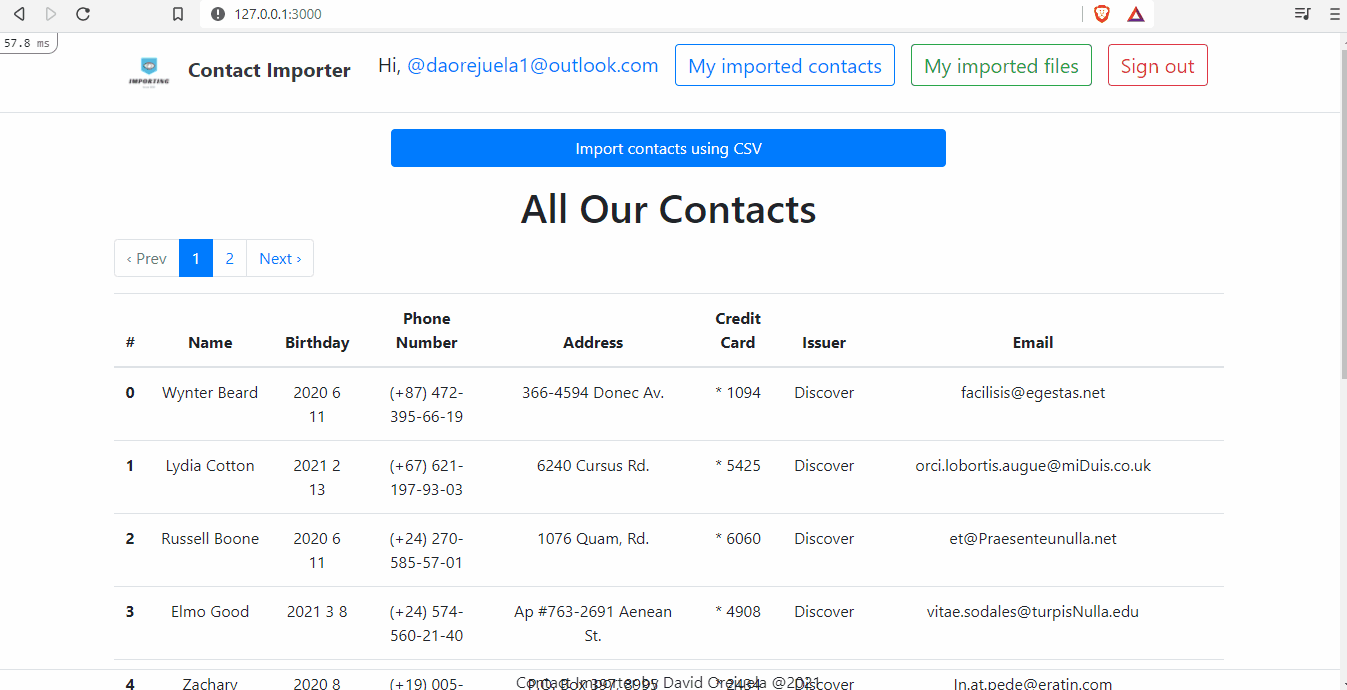 127.0.0.1:3000
57.8 ms
IMPORTING
Contact Importer
Hi, @daorejuela1@outlook.com
My imported contacts
My imported files
Sign out
Import contacts using CSV
All Our Contacts
‹ Prev 1 2 Next ›
Phone Credit
# Name Birthday Number Address Card Issuer Email
0 Wynter Beard 2020 6 (+87) 472- 366-4594 Donec Av. * 1094 Discover facilisis@egestas.net
11 395-66-19
1 Lydia Cotton 2021 2 (+67) 621- 6240 Cursus Rd. * 5425 Discover orci.lobortis.augue@miDuis.co.uk
13 197-93-03
2 Russell Boone 2020 6 (+24) 270- 1076 Quam, Rd. * 6060 Discover et@Praesenteunulla.net
11 585-57-01
3 Elmo Good 2021 3 8 (+24) 574- Ap #763-2691 Aenean * 4908 Discover vitae.sodales@turpisNulla.edu
560-21-40 St.
4 Zachary 2020 8 (+19) 005- P.O. Box 397, 8995 * 2434 Discover In.at.pede@eratin.com
Contact Importer by David Orejuela @2021